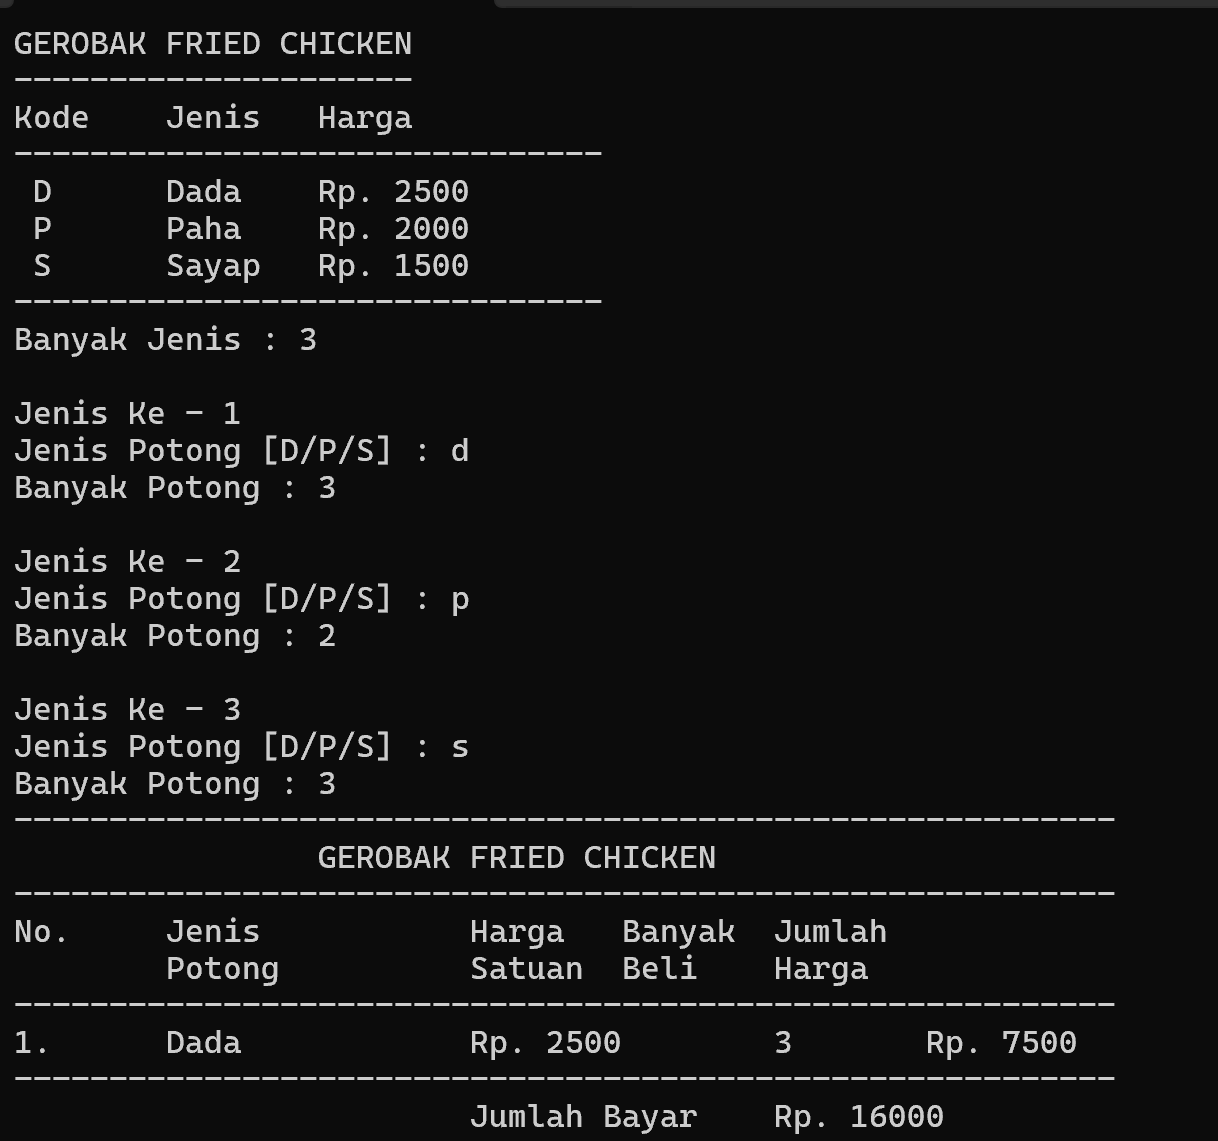 GEROBAK FRIED CHICKEN
---------------------
Kode    Jenis   Harga
-------------------------------
 D      Dada    Rp. 2500
 P      Paha    Rp. 2000
 S      Sayap   Rp. 1500
-------------------------------
Banyak Jenis : 3
Jenis Ke - 1
Jenis Potong [D/P/S] : d
Banyak Potong : 3
Jenis Ke - 2
Jenis Potong [D/P/S] : p
Banyak Potong : 2
Jenis Ke - 3
Jenis Potong [D/P/S] : s
Banyak Potong : 3
----------------------------------------------------------
                GEROBAK FRIED CHICKEN
----------------------------------------------------------
No.     Jenis           Harga   Banyak  Jumlah
        Potong          Satuan  Beli    Harga
----------------------------------------------------------
1.      Dada            Rp. 2500        3       Rp. 7500
----------------------------------------------------------
                        Jumlah Bayar    Rp. 16000